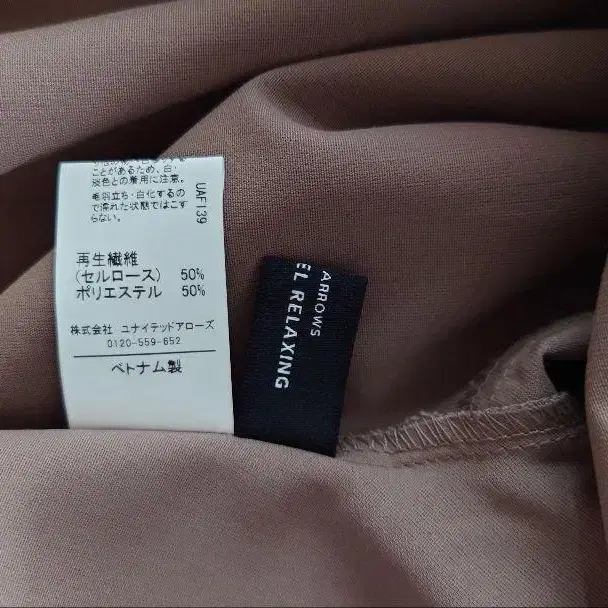 ことがあるため、白・
淡色との着用に注意。
毛羽立ち・白化するの
で濡れた状態ではこす
らない。
UAF139
再生繊維
(セルロース) 50%
ポリエステル 50%
株式会社 ユナイテッドアローズ
0120-559-652
ベトナム製
ARROWS
EL RELAXING